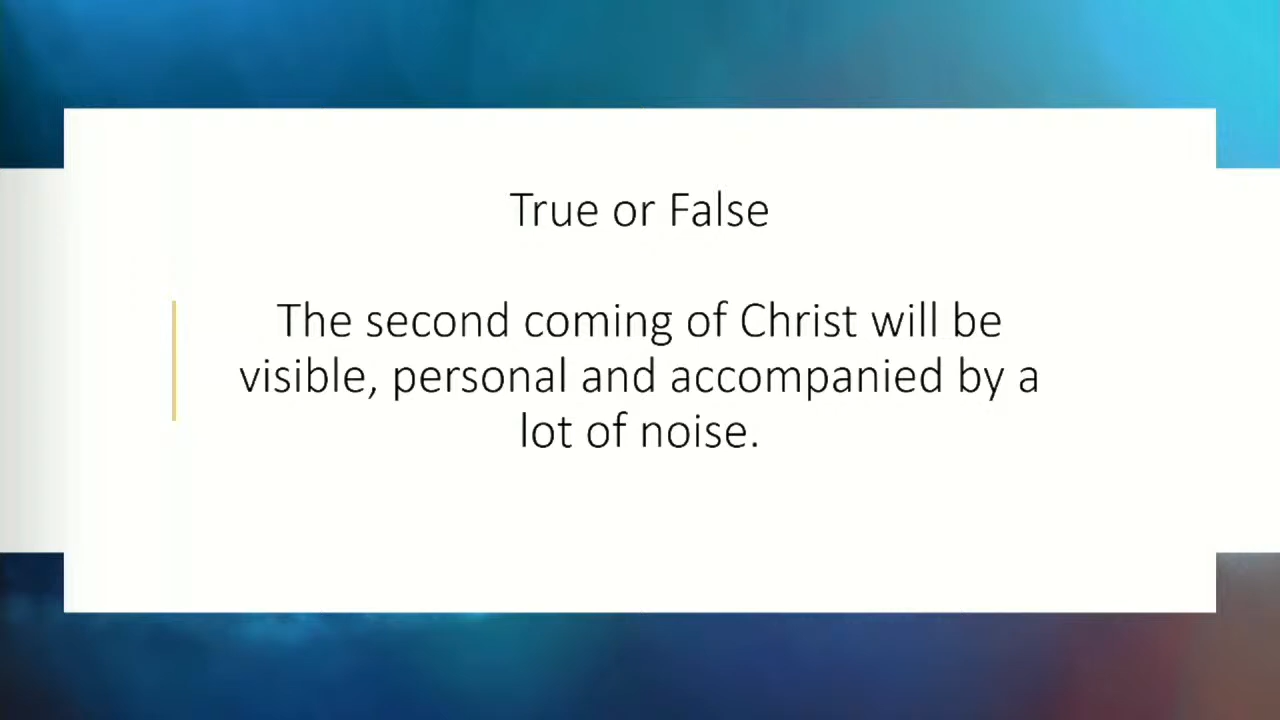 True or False
The second coming of Christ will be
visible, personal and accompanied by a
lot of noise.